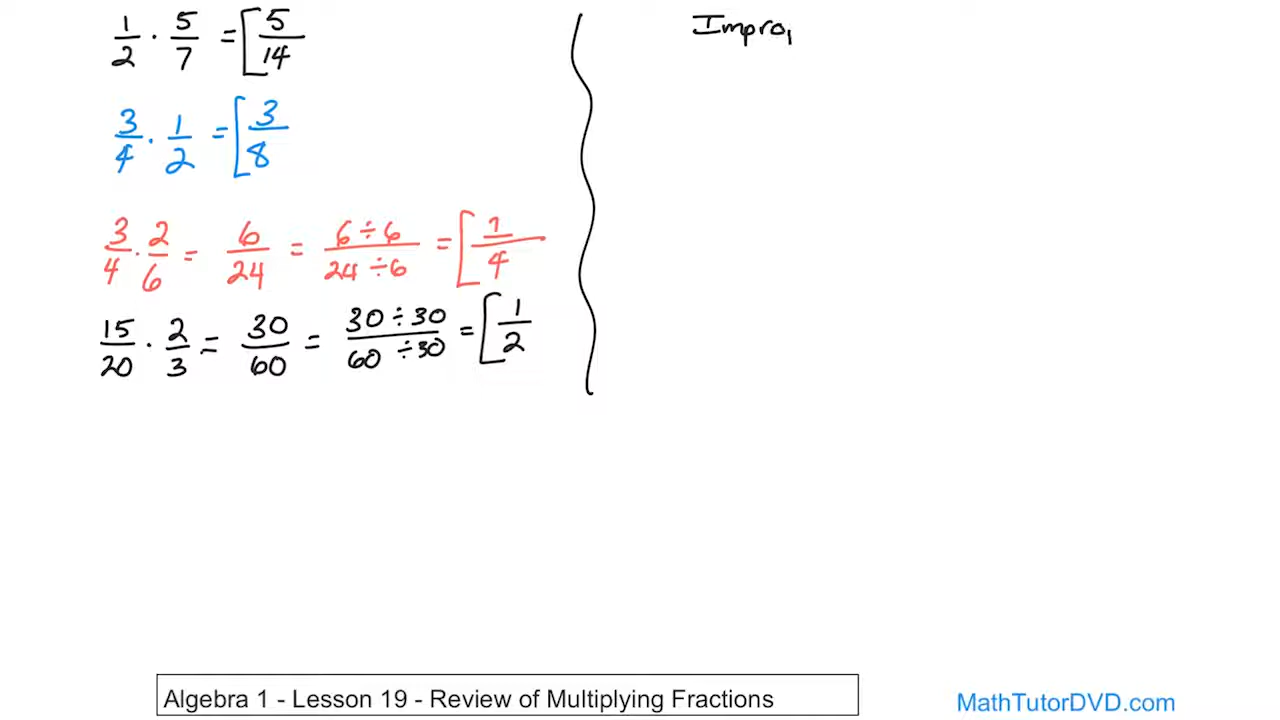 1/2 · 5/7 = [5/14
3/4 · 1/2 = [3/8
3/4 · 2/6 = 6/24 = 6÷6/24÷6 = [1/4
15/20 · 2/3 = 30/60 = 30÷30/60÷30 = [1/2
Algebra 1 - Lesson 19 - Review of Multiplying Fractions
MathTutorDVD.com